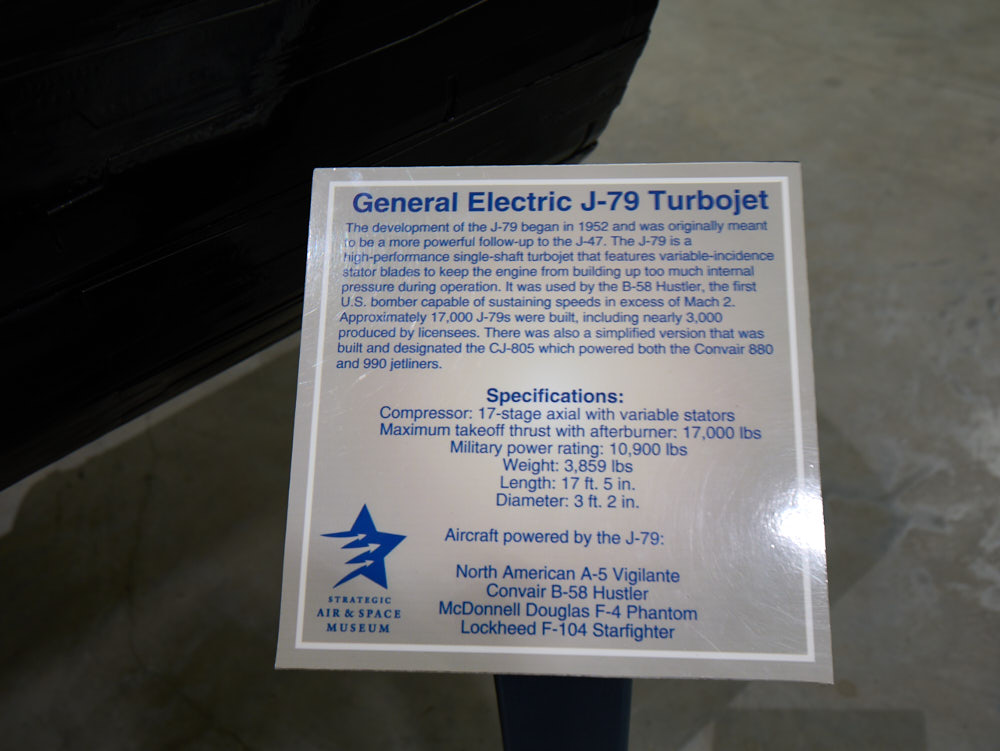 General Electric J-79 Turbojet
The development of the J-79 began in 1952 and was originally meant
to be a more powerful follow-up to the J-47. The J-79 is a
high-performance single-shaft turbojet that features variable-incidence
stator blades to keep the engine from building up too much internal
pressure during operation. It was used by the B-58 Hustler, the first
U.S. bomber capable of sustaining speeds in excess of Mach 2.
Approximately 17,000 J-79s were built, including nearly 3,000
produced by licensees. There was also a simplified version that was
built and designated the CJ-805 which powered both the Convair 880
and 990 jetliners.
Specifications:
Compressor: 17-stage axial with variable stators
Maximum takeoff thrust with afterburner: 17,000 lbs
Military power rating: 10,900 lbs
Weight: 3,859 lbs
Length: 17 ft. 5 in.
Diameter: 3 ft. 2 in.
Aircraft powered by the J-79:
North American A-5 Vigilante
Convair B-58 Hustler
McDonnell Douglas F-4 Phantom
Lockheed F-104 Starfighter
STRATEGIC
AIR & SPACE
MUSEUM